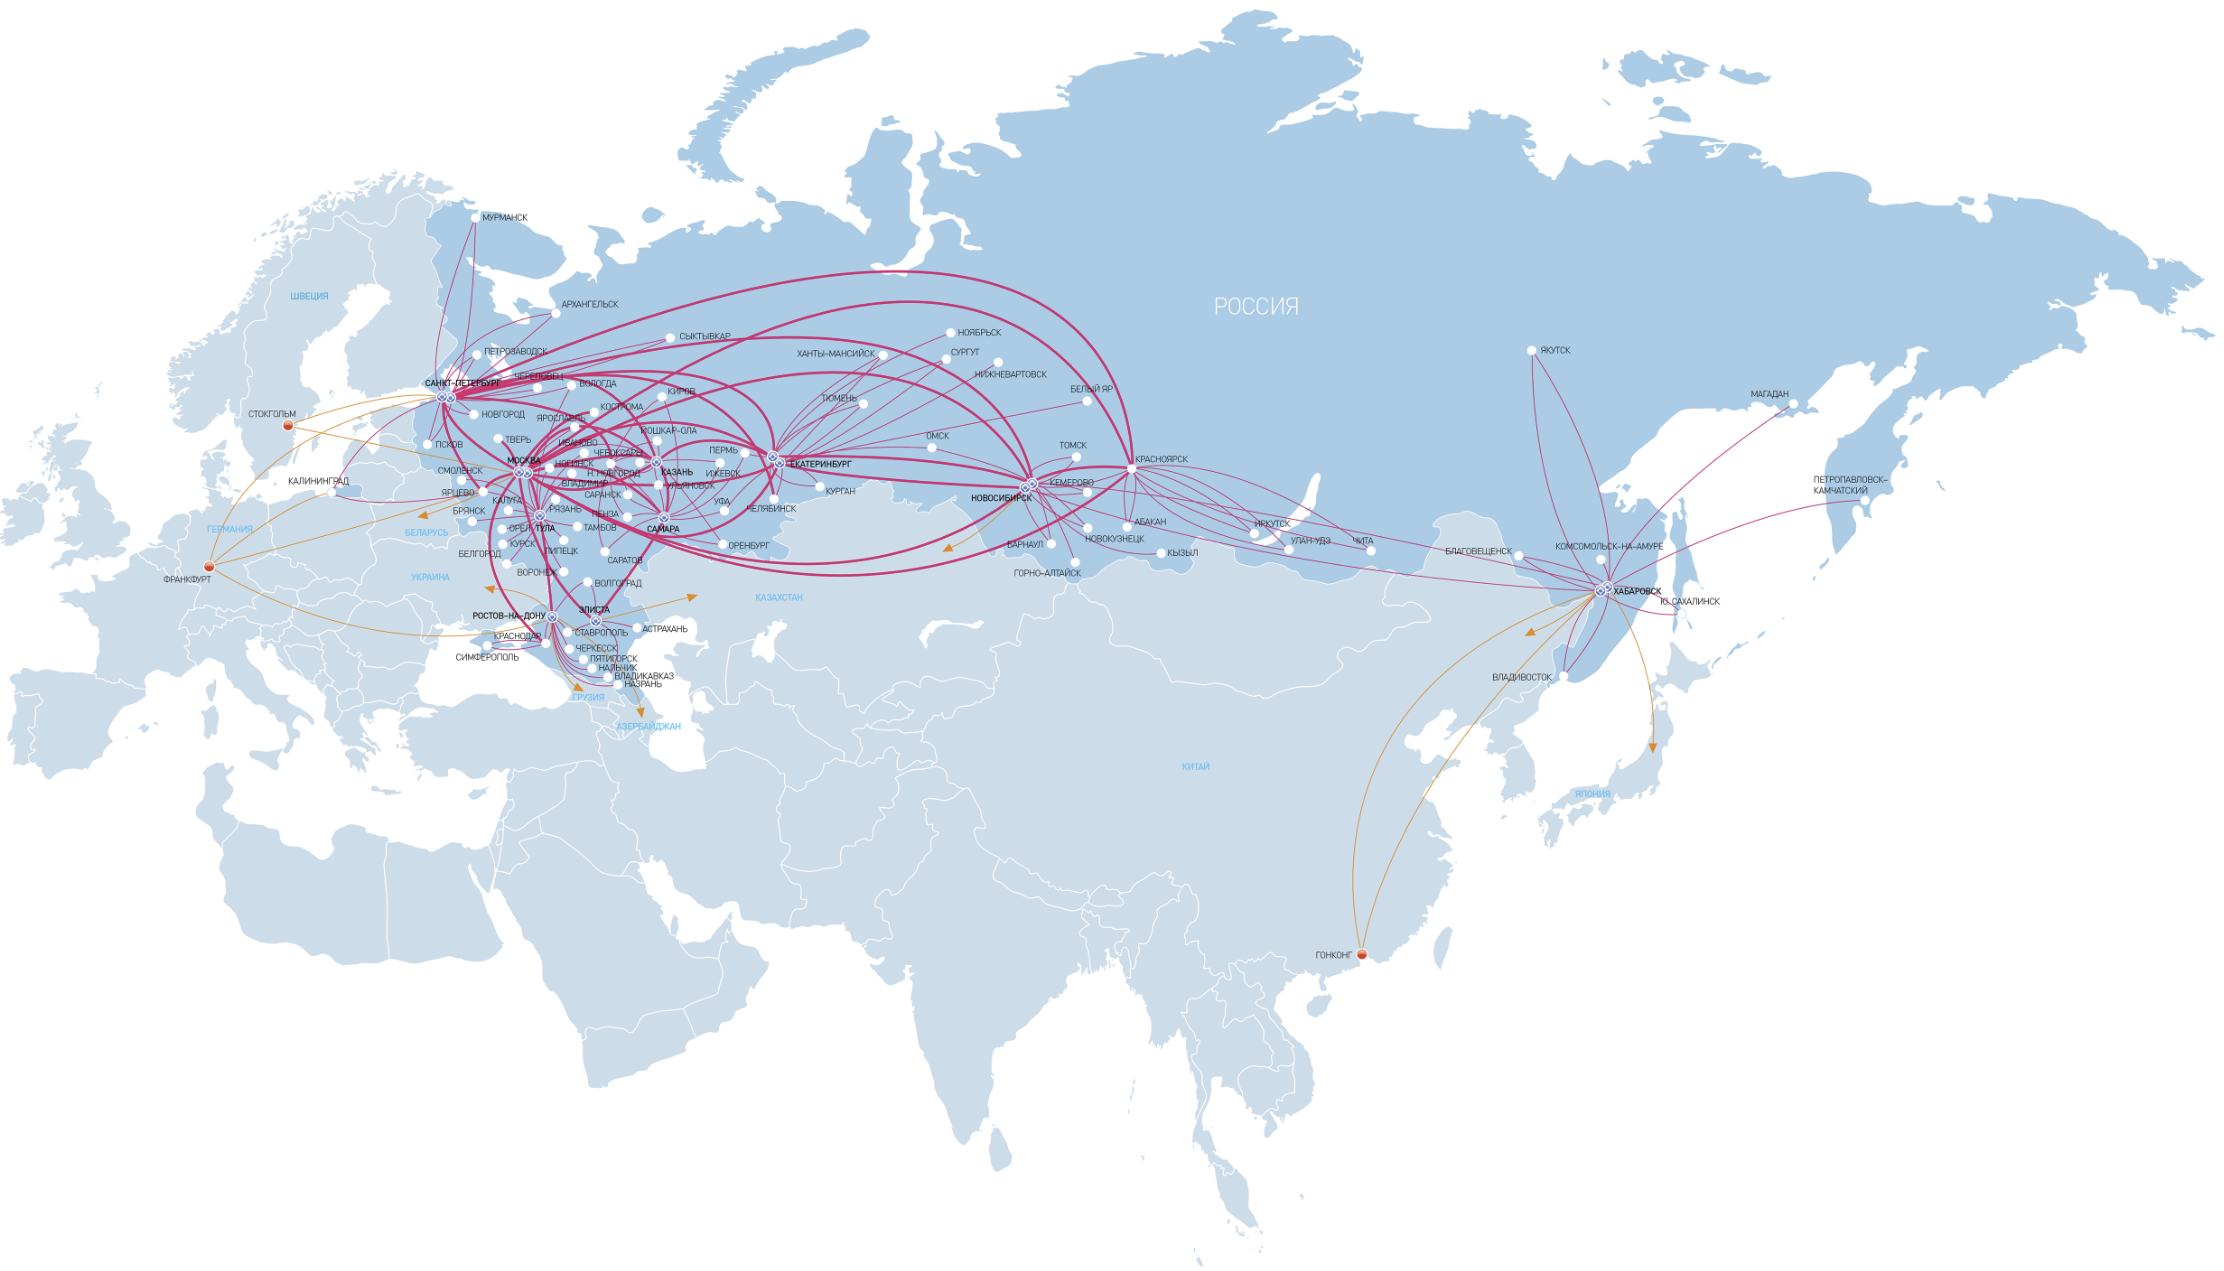 МУРМАНСК
ШВЕЦИЯ
АРХАНГЕЛЬСК
РОССИЯ
СЫКТЫВКАР
НОЯБРЬСК
ПЕТРОЗАВОДСК
ХАНТЫ-МАНСИЙСК
СУРГУТ
ЯКУТСК
НИЖНЕВАРТОВСК
САНКТ-ПЕТЕРБУРГ
ЧЕРЕПОВЕЦ
ВОЛОГДА
КИРОВ
БЕЛЫЙ ЯР
МАГАДАН
ТЮМЕНЬ
СТОКГОЛЬМ
НОВГОРОД
КОСТРОМА
ЯРОСЛАВЛЬ
ЙОШКАР-ОЛА
ОМСК
ПСКОВ
ТВЕРЬ
ИВАНОВО
ТОМСК
ЧЕБОКСАРЫ
ПЕРМЬ
МОСКВА
НОГИНСК
ЕКАТЕРИНБУРГ
КРАСНОЯРСК
СМОЛЕНСК
Н. НОВГОРОД
КАЗАНЬ
ИЖЕВСК
КАЛИНИНГРАД
ВЛАДИМИР
УЛЬЯНОВСК
КЕМЕРОВО
ПЕТРОПАВЛОВСК-
КАМЧАТСКИЙ
ЯРЦЕВО
САРАНСК
КУРГАН
НОВОСИБИРСК
КАЛУГА
УФА
БРЯНСК
РЯЗАНЬ
ПЕНЗА
ЧЕЛЯБИНСК
ГЕРМАНИЯ
БЕЛАРУСЬ
ОРЕЛ
ТУЛА
ТАМБОВ
САМАРА
АБАКАН
ИРКУТСК
НОВОКУЗНЕЦК
КУРСК
ЛИПЕЦК
ОРЕНБУРГ
БАРНАУЛ
УЛАН-УДЭ
ЧИТА
КОМСОМОЛЬСК-НА-АМУРЕ
БЕЛГОРОД
САРАТОВ
КЫЗЫЛ
БЛАГОВЕЩЕНСК
ФРАНКФУРТ
УКРАИНА
ВОРОНЕЖ
ГОРНО-АЛТАЙСК
ВОЛГОГРАД
ХАБАРОВСК
КАЗАХСТАН
Ю. САХАЛИНСК
ЭЛИСТА
РОСТОВ-НА-ДОНУ
АСТРАХАНЬ
СТАВРОПОЛЬ
КРАСНОДАР
ЧЕРКЕССК
СИМФЕРОПОЛЬ
ПЯТИГОРСК
НАЛЬЧИК
ВЛАДИКАВКАЗ
ВЛАДИВОСТОК
НАЗРАНЬ
ГРУЗИЯ
АЗЕРБАЙДЖАН
КИТАЙ
ЯПОНИЯ
ГОНКОНГ